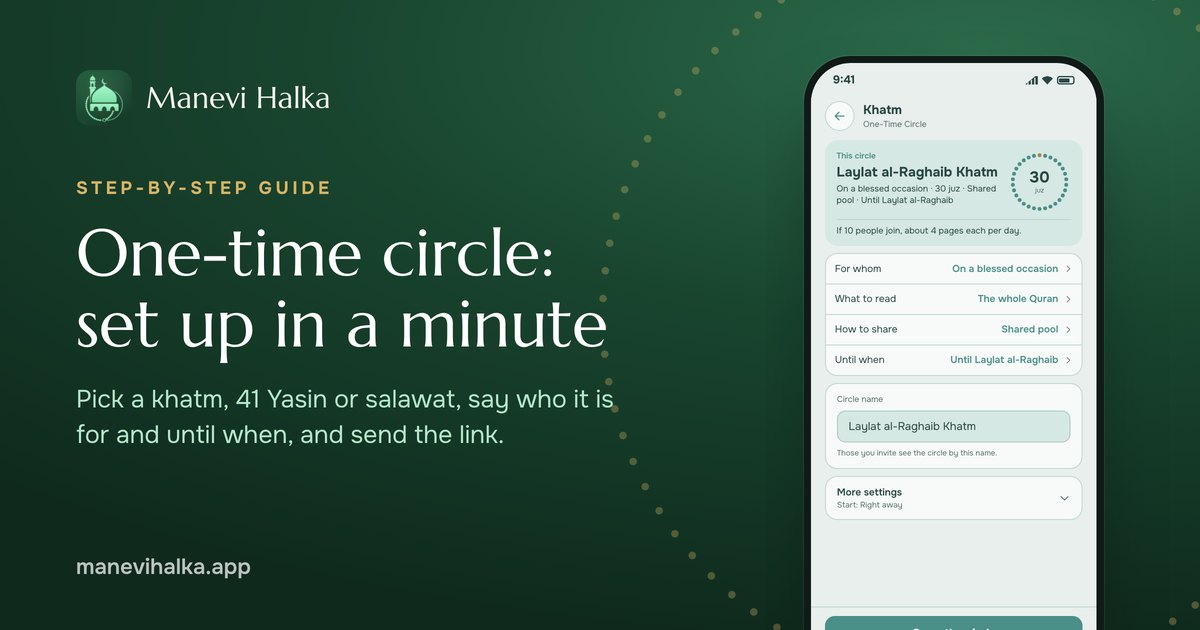 Manevi Halka
STEP-BY-STEP GUIDE
One-time circle:
set up in a minute
Pick a khatm, 41 Yasin or salawat, say who it is
for and until when, and send the link.
manevihalka.app
9:41
Khatm
One-Time Circle
This circle
Laylat al-Raghaib Khatm
On a blessed occasion · 30 juz · Shared
pool · Until Laylat al-Raghaib
30
juz
If 10 people join, about 4 pages each per day.
For whom On a blessed occasion
What to read The whole Quran
How to share Shared pool
Until when Until Laylat al-Raghaib
Circle name
Laylat al-Raghaib Khatm
Those you invite see the circle by this name.
More settings
Start: Right away